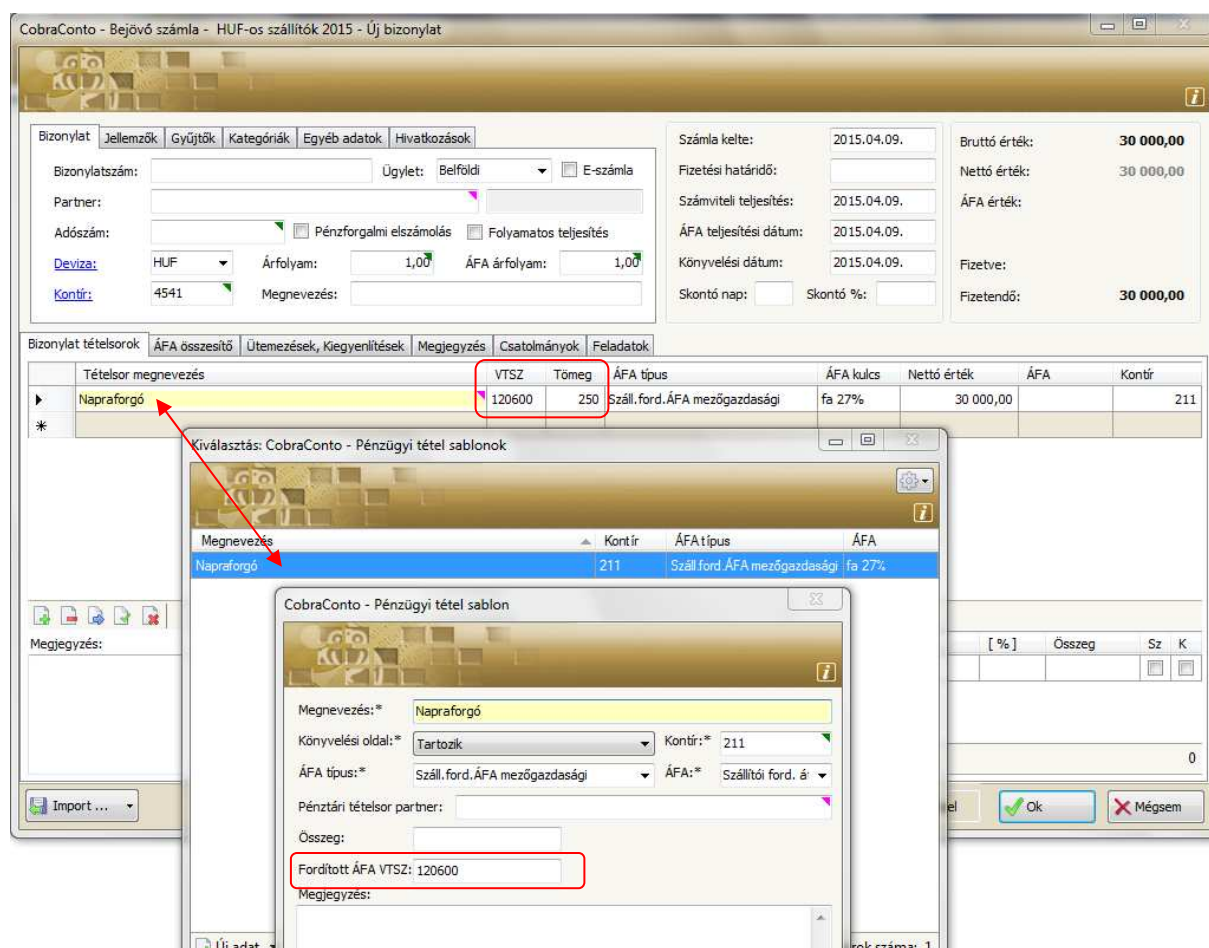 CobraConto - Bejövő számla - HUF-os szállítók 2015 - Új bizonylat
Bizonylat Jellemzők Gyűjtők Kategóriák Egyéb adatok Hivatkozások
Bizonylatszám: Ügylet: Belföldi E-számla
Partner:
Adószám: Pénzforgalmi elszámolás Folyamatos teljesítés
Deviza: HUF Árfolyam: 1,00 ÁFA árfolyam: 1,00
Kontír: 4541 Megnevezés:
Számla kelte: 2015.04.09.
Fizetési határidő:
Számviteli teljesítés: 2015.04.09.
ÁFA teljesítési dátum: 2015.04.09.
Könyvelési dátum: 2015.04.09.
Skontó nap: Skontó %:
Bruttó érték: 30 000,00
Nettó érték: 30 000,00
ÁFA érték:
Fizetve:
Fizetendő: 30 000,00
Bizonylat tételsorok ÁFA összesítő Ütemezések, Kiegyenlítések Megjegyzés Csatolmányok Feladatok
Tételsor megnevezés VTSZ Tömeg ÁFA típus ÁFA kulcs Nettó érték ÁFA Kontír
Napraforgó 120600 250 Száll.ford.ÁFA mezőgazdasági fa 27% 30 000,00 211
Kiválasztás: CobraConto - Pénzügyi tétel sablonok
Megnevezés Kontír ÁFA típus ÁFA
Napraforgó 211 Száll.ford.ÁFA mezőgazdasági fa 27%
Megjegyzés: [ % ] Összeg Sz K
0
CobraConto - Pénzügyi tétel sablon
Megnevezés:* Napraforgó
Könyvelési oldal:* Tartozik Kontír:* 211
ÁFA típus:* Száll.ford.ÁFA mezőgazdasági ÁFA:* Szállítói ford. á
Pénztári tételsor partner:
Összeg:
Fordított ÁFA VTSZ: 120600
Megjegyzés:
Import ... el Ok Mégsem
Új adat rok száma: 1